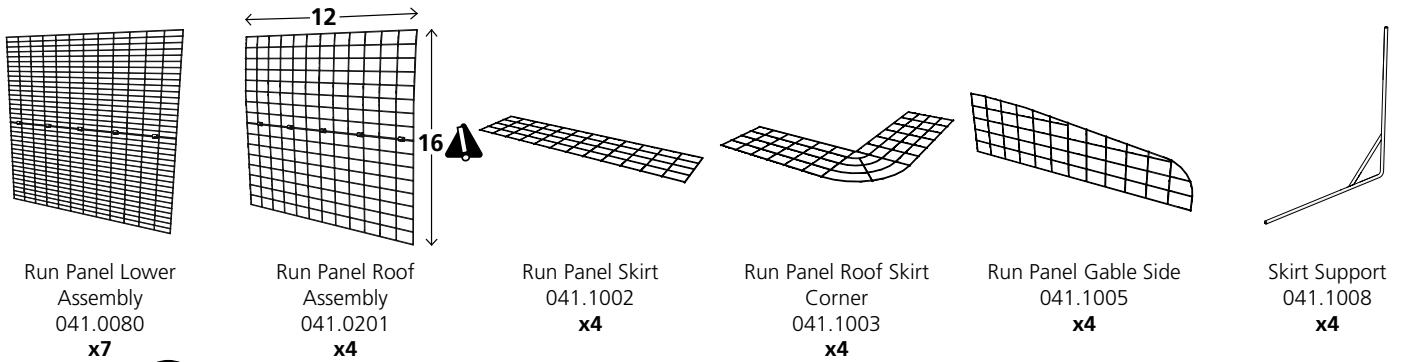 12
16
Run Panel Lower
Assembly
041.0080
x7
Run Panel Roof
Assembly
041.0201
x4
Run Panel Skirt
041.1002
x4
Run Panel Roof Skirt
Corner
041.1003
x4
Run Panel Gable Side
041.1005
x4
Skirt Support
041.1008
x4